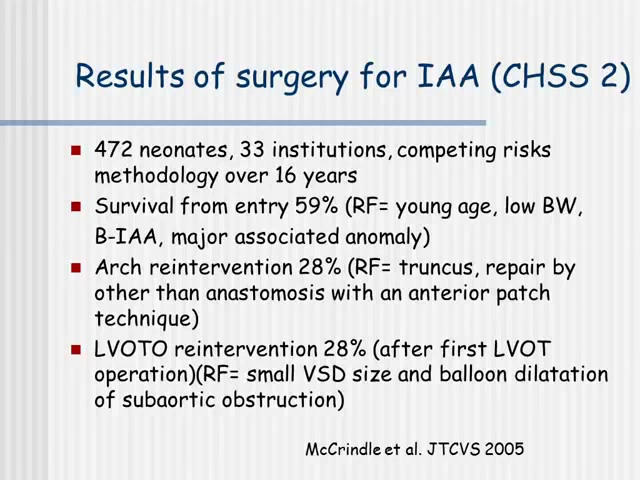 Results of surgery for IAA (CHSS 2)
472 neonates, 33 institutions, competing risks
methodology over 16 years
Survival from entry 59% (RF= young age, low BW,
B-IAA, major associated anomaly)
Arch reintervention 28% (RF= truncus, repair by
other than anastomosis with an anterior patch
technique)
LVOTO reintervention 28% (after first LVOT
operation)(RF= small VSD size and balloon dilatation
of subaortic obstruction)
McCrindle et al. JTCVS 2005